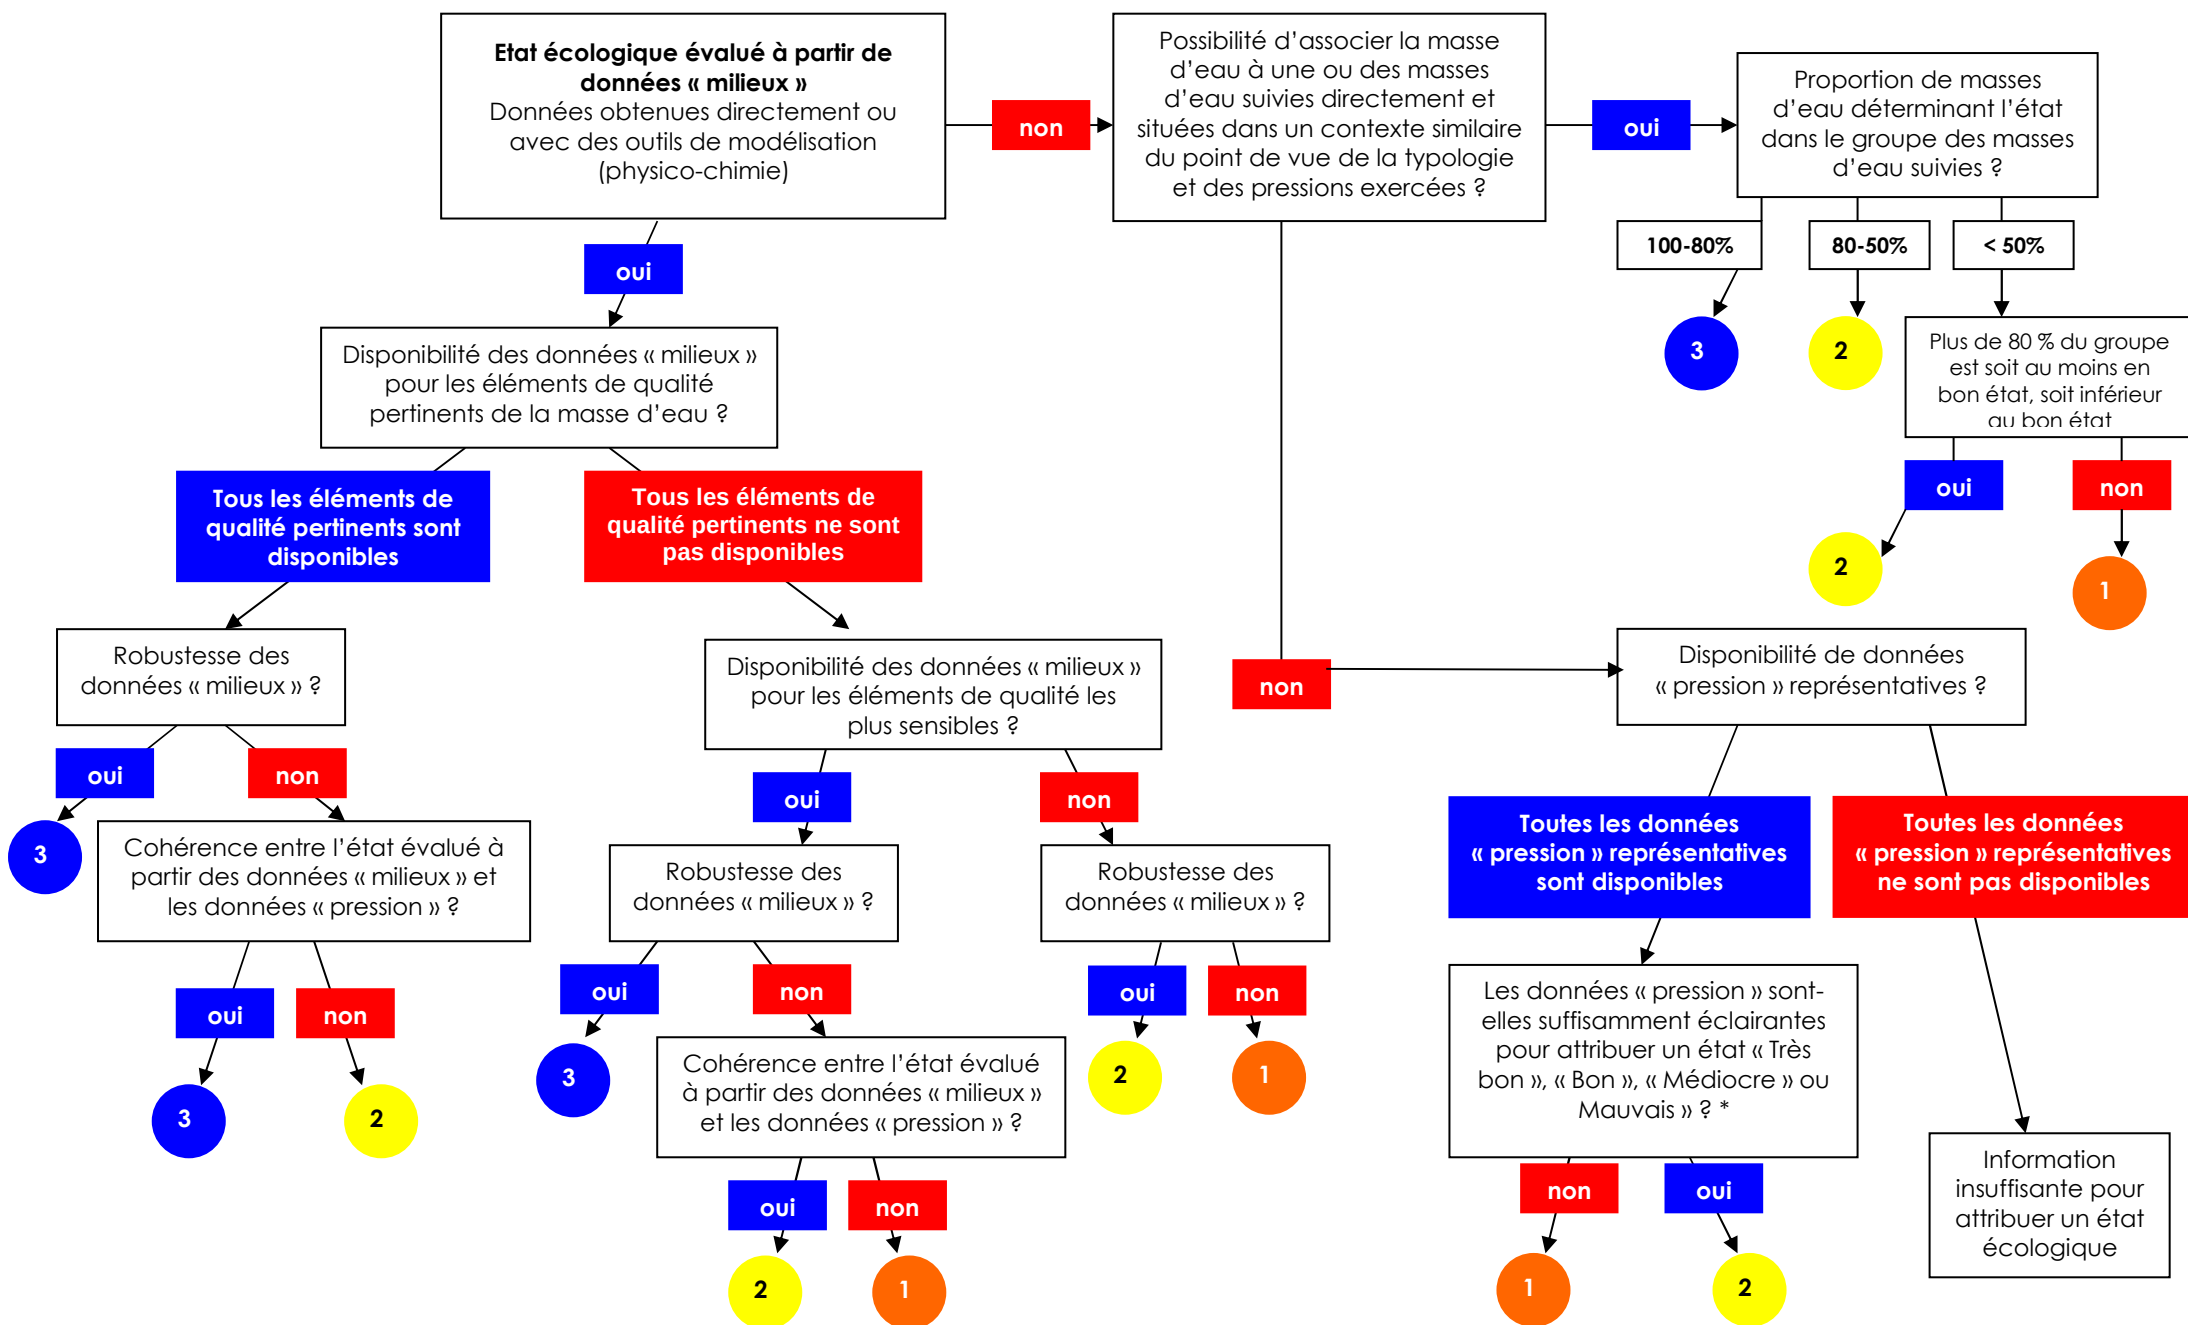 Etat écologique évalué à partir de
données « milieux »
Données obtenues directement ou
avec des outils de modélisation
(physico-chimie)
non
Possibilité d’associer la masse
d’eau à une ou des masses
d’eau suivies directement et
situées dans un contexte similaire
du point de vue de la typologie
et des pressions exercées ?
oui
Proportion de masses
d’eau déterminant l’état
dans le groupe des masses
d’eau suivies ?
100-80%
80-50%
< 50%
3
2
Plus de 80 % du groupe
est soit au moins en
bon état, soit inférieur
au bon état
oui
non
2
1
oui
Disponibilité des données « milieux »
pour les éléments de qualité
pertinents de la masse d’eau ?
Tous les éléments de
qualité pertinents sont
disponibles
Tous les éléments de
qualité pertinents ne sont
pas disponibles
Robustesse des
données « milieux » ?
oui
non
3
Cohérence entre l’état évalué à
partir des données « milieux » et
les données « pression » ?
oui
non
3
2
Disponibilité des données « milieux »
pour les éléments de qualité les
plus sensibles ?
oui
non
Robustesse des
données « milieux » ?
oui
non
3
Cohérence entre l’état évalué
à partir des données « milieux »
et les données « pression » ?
oui
non
2
1
Robustesse des
données « milieux » ?
oui
non
2
1
non
Disponibilité de données
« pression » représentatives ?
Toutes les données
« pression » représentatives
sont disponibles
Toutes les données
« pression » représentatives
ne sont pas disponibles
Les données « pression » sont-
elles suffisamment éclairantes
pour attribuer un état « Très
bon », « Bon », « Médiocre » ou
Mauvais » ? *
non
oui
1
2
Information
insuffisante pour
attribuer un état
écologique